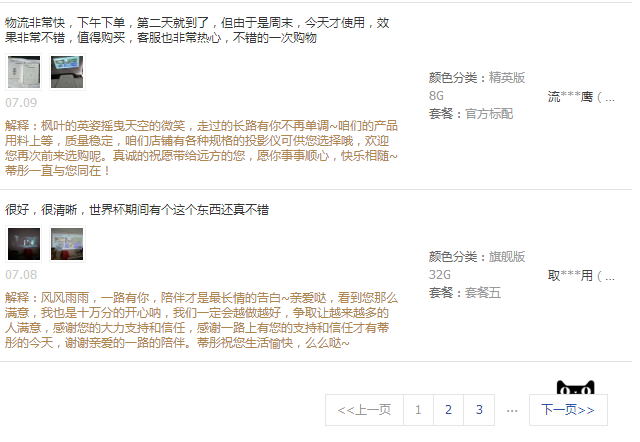 物流非常快，下午下单，第二天就到了，但由于是周末，今天才使用，效
果非常不错，值得购买，客服也非常热心，不错的一次购物
07.09
解释：枫叶的英姿摇曳天空的微笑，走过的长路有你不再单调~咱们的产品
用料上等，质量稳定，咱们店铺有各种规格的投影仪可供您选择哦，欢迎
您再次前来选购呢。真诚的祝愿带给远方的您，愿你事事顺心，快乐相随~
蒂彤一直与您同在！
颜色分类：精英版
8G
套餐：官方标配
流***鹰（...
很好，很清晰，世界杯期间有个这个东西还真不错
07.08
解释：风风雨雨，一路有你，陪伴才是最长情的告白~亲爱哒，看到您那么
满意，我也是十万分的开心呐，我们一定会越做越好，争取让越来越多的
人满意，感谢您的大力支持和信任，感谢一路上有您的支持和信任才有蒂
彤的今天，谢谢亲爱的一路的陪伴。蒂彤祝您生活愉快，么么哒~
颜色分类：旗舰版
32G
套餐：套餐五
取***用（...
<<上一页 1 2 3 ... 下一页>>